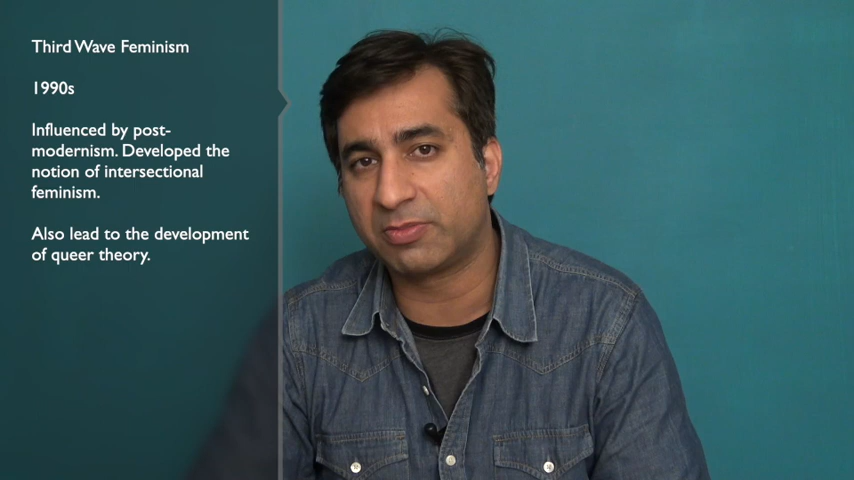 Third Wave Feminism
1990s
Influenced by post-
modernism. Developed the
notion of intersectional
feminism.
Also lead to the development
of queer theory.